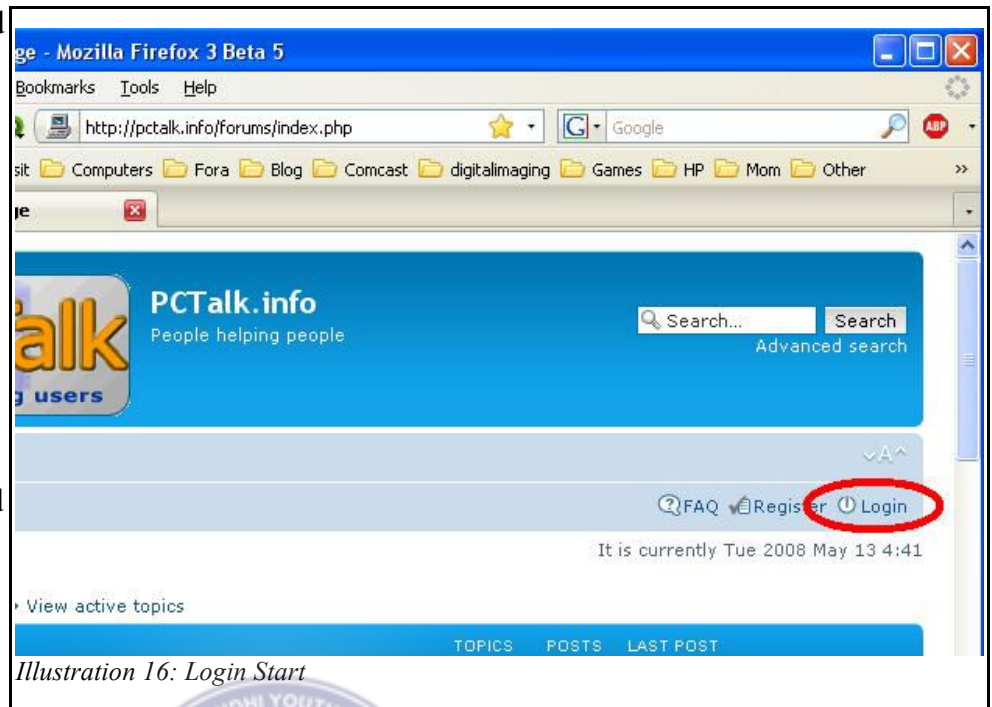 ge - Mozilla Firefox 3 Beta 5
Bookmarks Tools Help
http://pctalk.info/forums/index.php G Google ABP
sit Computers Fora Blog Comcast digitalimaging Games HP Mom Other »
ge
alk
g users
PCTalk.info
People helping people
Search... Search
Advanced search
A
FAQ Register Login
It is currently Tue 2008 May 13 4:41
View active topics
TOPICS POSTS LAST POST
Illustration 16: Login Start